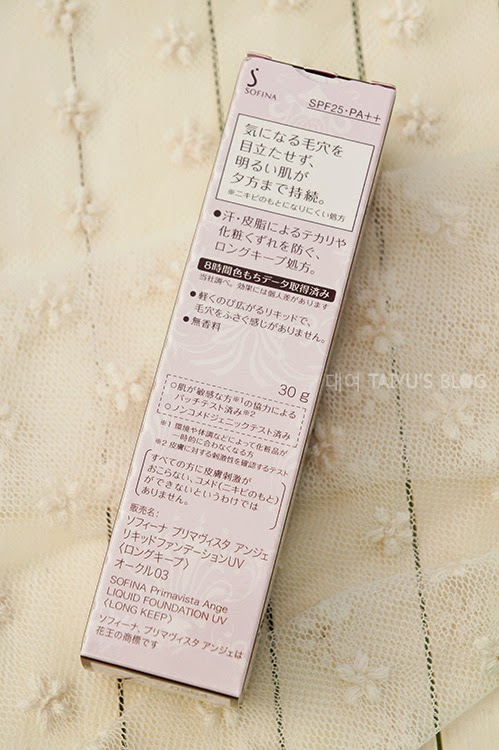 SOFINA
SPF25・PA++
気になる毛穴を
目立たせず、
明るい肌が
夕方まで持続。
※ニキビのもとになりにくい処方
●汗・皮脂によるテカリや
化粧くずれを防ぐ、
ロングキープ処方。
8時間色もちデータ取得済み
当社調べ。効果には個人差があります
●軽くのび広がるリキッドで、
毛穴をふさぐ感じがありません。
●無香料
30g
○肌が敏感な方※1の協力による
パッチテスト済み※2
○ノンコメドジェニックテスト済み
※1 環境や体調などによって化粧品が
一時的に合わなくなる方
※2 皮膚に対する刺激性を確認するテスト
すべての方に皮膚刺激が
おこらない、コメド(ニキビのもと)
ができないというわけでは
ありません。
販売名:
ソフィーナ プリマヴィスタ アンジェ
リキッドファンデーションUV
〈ロングキープ〉
オークル03
SOFINA Primavista Ange
LIQUID FOUNDATION UV
〈LONG KEEP〉
ソフィーナ、プリマヴィスタ アンジェは
花王の商標です
대여 TAIYU'S BLOG